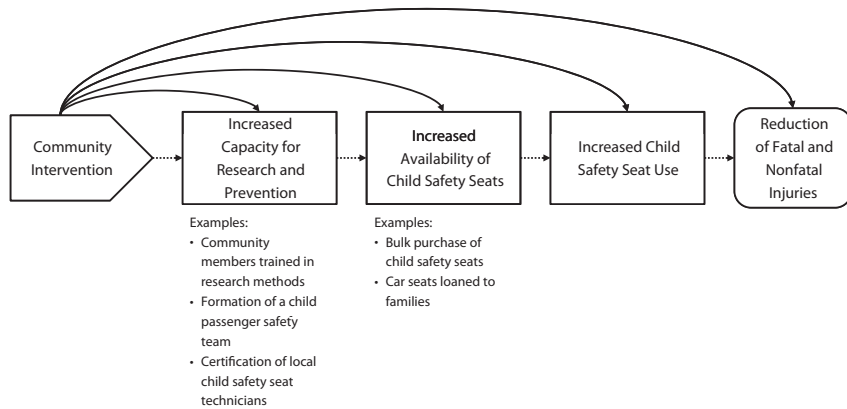 Community
Intervention
Increased
Capacity for
Research and
Prevention
Increased
Availability of
Child Safety Seats
Increased Child
Safety Seat Use
Reduction
of Fatal and
Nonfatal
Injuries
Examples:
• Community
members trained in
research methods
• Formation of a child
passenger safety
team
• Certification of local
child safety seat
technicians
Examples:
• Bulk purchase of
child safety seats
• Car seats loaned to
families